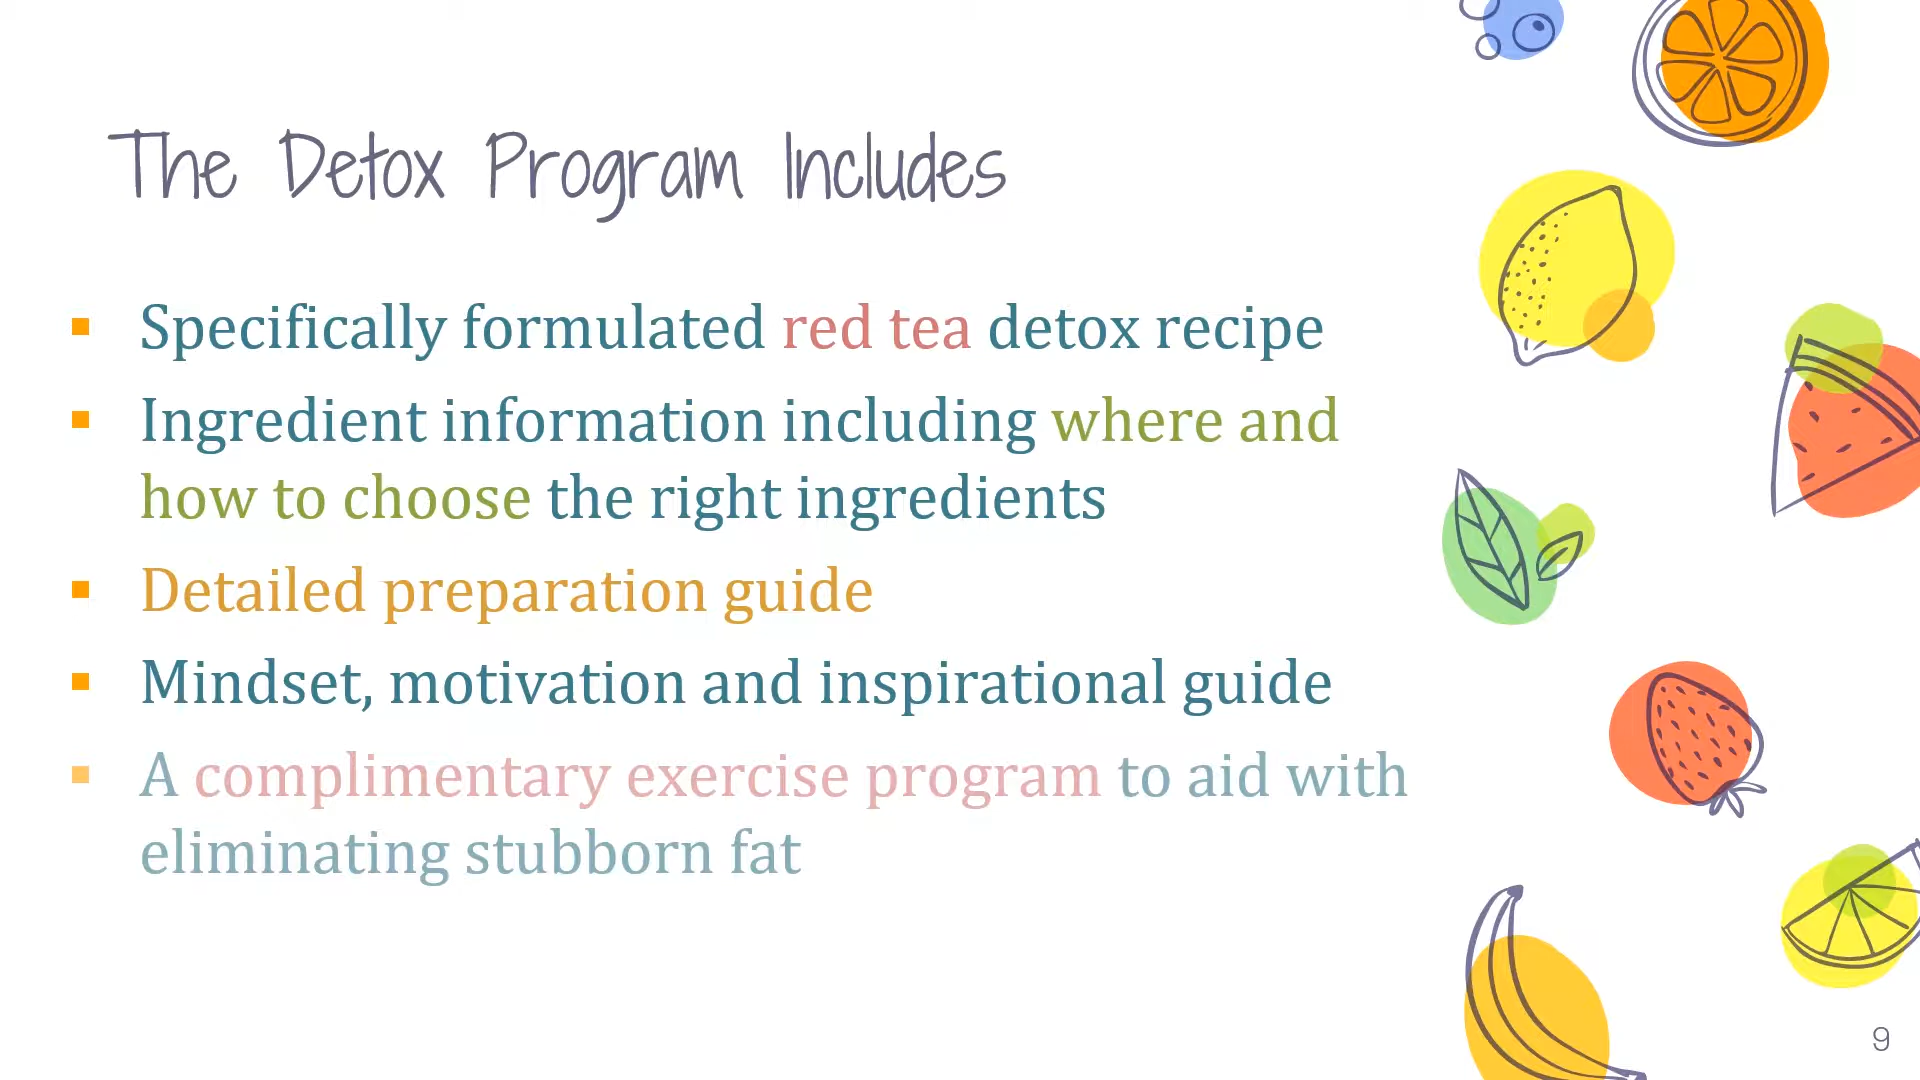 The Detox Program Includes
▪ Specifically formulated red tea detox recipe
▪ Ingredient information including where and
how to choose the right ingredients
▪ Detailed preparation guide
▪ Mindset, motivation and inspirational guide
▪ A complimentary exercise program to aid with
eliminating stubborn fat
9